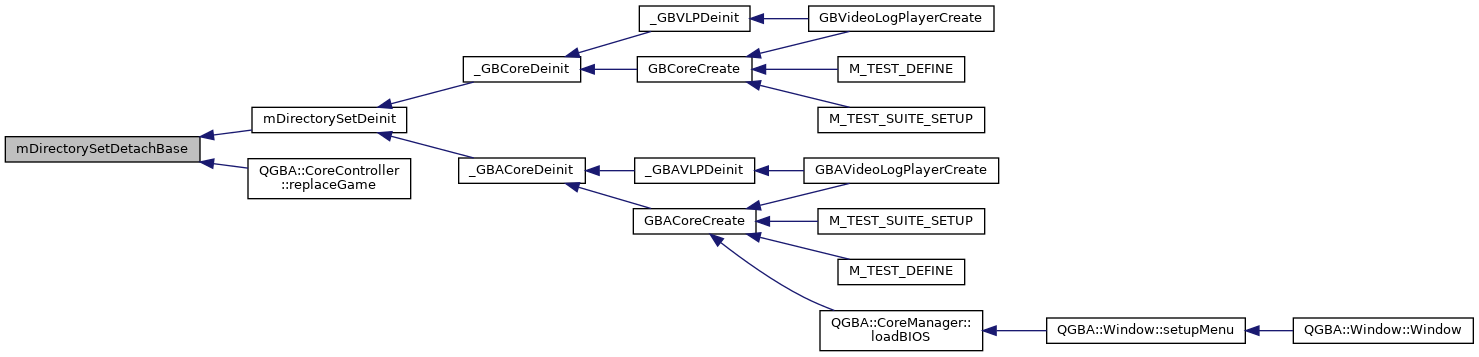 _GBVLPDeinit
GBVideoLogPlayerCreate
_GBCoreDeinit
GBCoreCreate
M_TEST_DEFINE
mDirectorySetDeinit
M_TEST_SUITE_SETUP
mDirectorySetDetachBase
QGBA::CoreController
::replaceGame
_GBACoreDeinit
_GBAVLPDeinit
GBAVideoLogPlayerCreate
GBACoreCreate
M_TEST_SUITE_SETUP
M_TEST_DEFINE
QGBA::CoreManager::
loadBIOS
QGBA::Window::setupMenu
QGBA::Window::Window